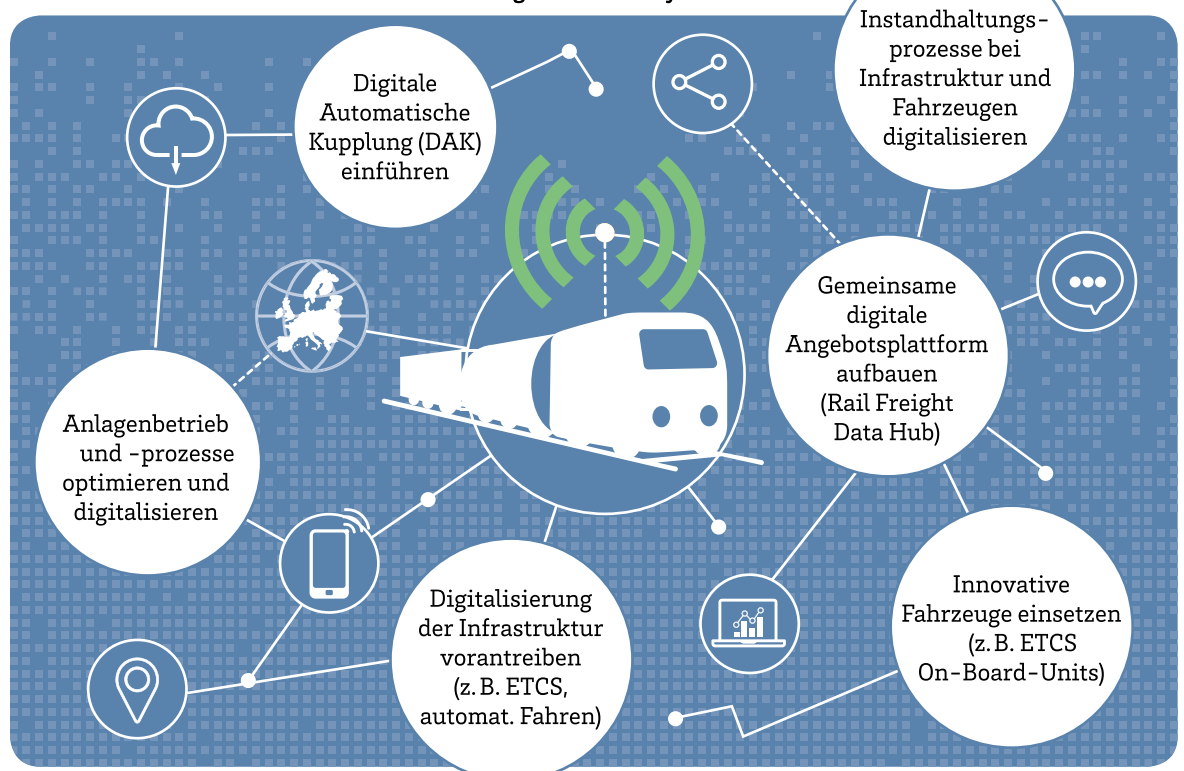 Digitale
Automatische
Kupplung (DAK)
einführen
Instandhaltungs-
prozesse bei
Infrastruktur und
Fahrzeugen
digitalisieren
Gemeinsame
digitale
Angebotsplattform
aufbauen
(Rail Freight
Data Hub)
Anlagenbetrieb
und -prozesse
optimieren und
digitalisieren
Digitalisierung
der Infrastruktur
vorantreiben
(z. B. ETCS,
automat. Fahren)
Innovative
Fahrzeuge einsetzen
(z. B. ETCS
On-Board-Units)